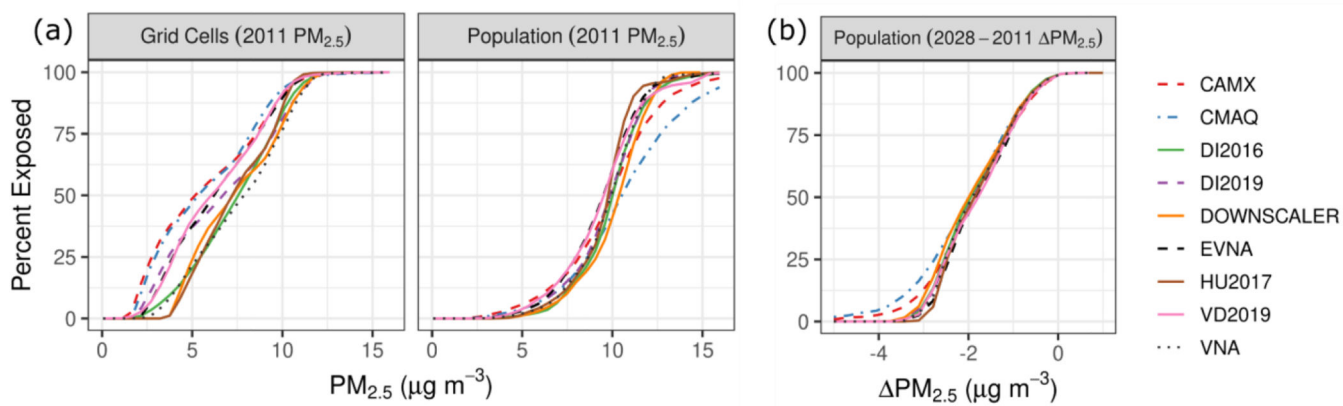 (a)
Grid Cells (2011 PM2.5)
Population (2011 PM2.5)
(b)
Population (2028 − 2011 ΔPM2.5)
Percent Exposed
100
75
50
25
0
0 5 10 15
0 5 10 15
PM2.5 (μg m−3)
100
75
50
25
0
-4 -2 0
ΔPM2.5 (μg m−3)
CAMX
CMAQ
DI2016
DI2019
DOWNSCALER
EVNA
HU2017
VD2019
VNA